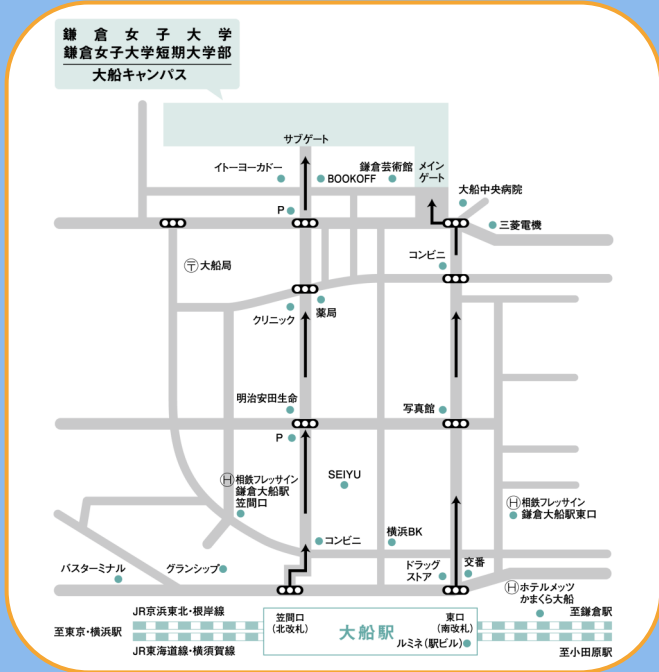 鎌倉女子大学
鎌倉女子大学短期大学部
大船キャンパス
サブゲート
イトーヨーカドー
BOOKOFF
鎌倉芸術館
メイン
ゲート
大船中央病院
P
三菱電機
〒大船局
コンビニ
クリニック
薬局
明治安田生命
写真館
P
H相鉄フレッサイン
鎌倉大船駅
笠間口
SEIYU
H相鉄フレッサイン
鎌倉大船駅東口
コンビニ
横浜BK
バスターミナル
グランシップ
ドラッグ
ストア
交番
Hホテルメッツ
かまくら大船
JR京浜東北・根岸線
至東京・横浜駅
JR東海道線・横須賀線
笠間口
(北改札)
大船駅
東口
(南改札)
ルミネ(駅ビル)
至鎌倉駅
至小田原駅